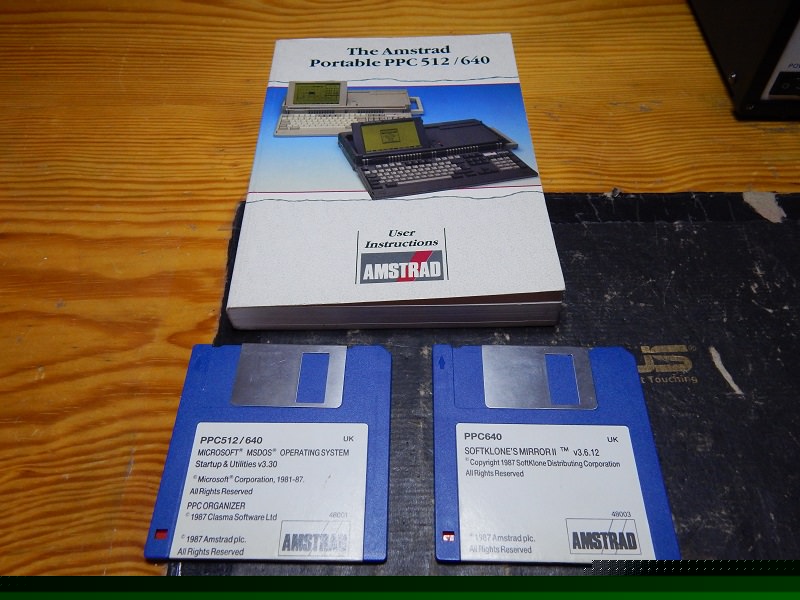 The Amstrad
Portable PPC 512/640
User
Instructions
AMSTRAD
PPC512/640
UK
MICROSOFT® MSDOS® OPERATING SYSTEM
Startup & Utilities v3.30
©Microsoft® Corporation, 1981-87.
All Rights Reserved
PPC ORGANIZER
©1987 Clasma Software Ltd
48001
©1987 Amstrad plc.
All Rights Reserved
AMSTRAD
PPC640
UK
SOFTKLONE'S MIRROR II ™ v3.6.12
©Copyright 1987 SoftKlone Distributing Corporation
All Rights Reserved
48003
©1987 Amstrad plc.
All Rights Reserved
AMSTRAD
Touching